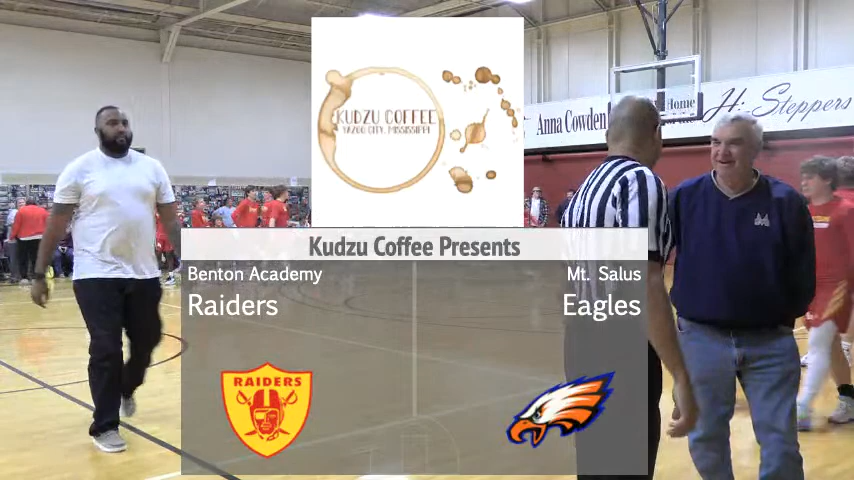 KUDZU COFFEE
YAZOO CITY, MISSISSIPPI
Anna Cowden
Home
Hi-Steppers
Kudzu Coffee Presents
Benton Academy
Raiders
Mt. Salus
Eagles
RAIDERS